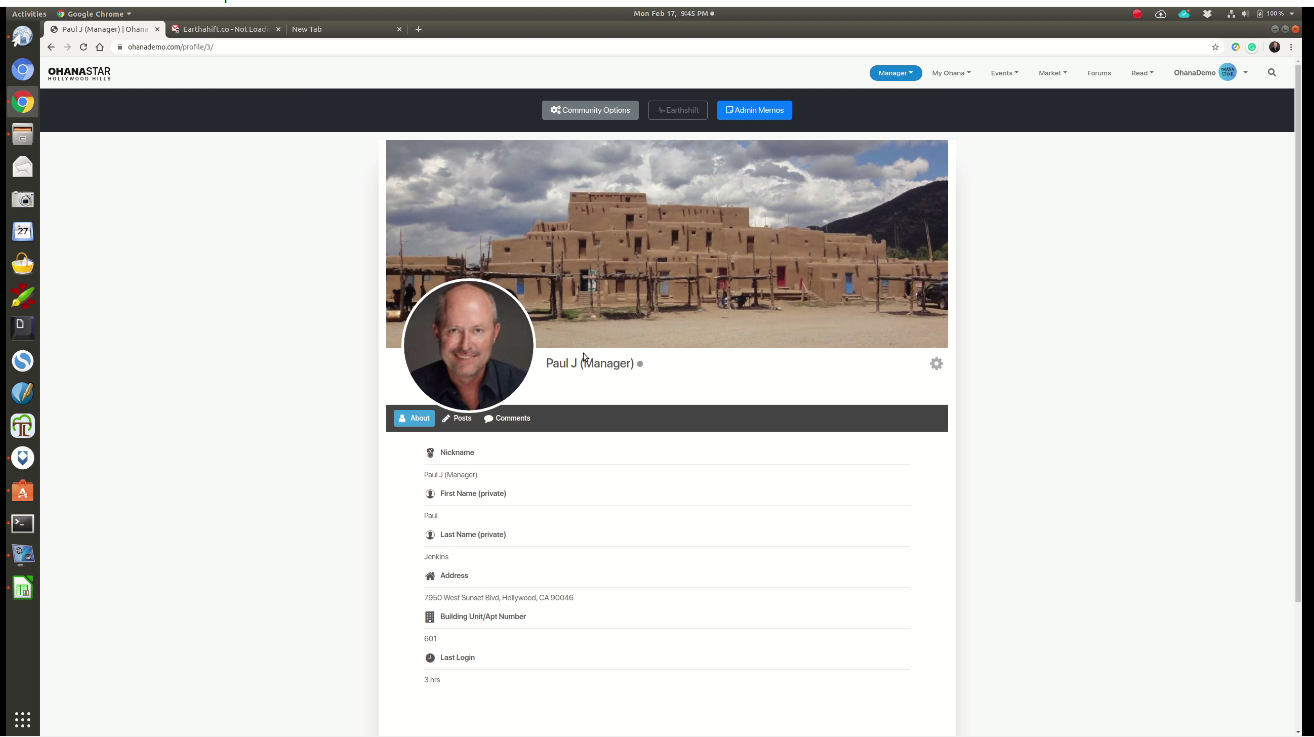 Activities Google Chrome Mon Feb 17, 9:45 PM 100%
Paul J (Manager) | Ohana Earthahift.co - Not Loadin New Tab
ohanademo.com/profile/3/
OHANASTAR
HOLLYWOOD HILLS
Manager My Ohana Events Market Forums Read OhanaDemo
Community Options Earthshift Admin Memos
Paul J (Manager)
About Posts Comments
Nickname
Paul J (Manager)
First Name (private)
Paul
Last Name (private)
Jenkins
Address
7950 West Sunset Blvd, Hollywood, CA 90046
Building Unit/Apt Number
601
Last Login
3 hrs